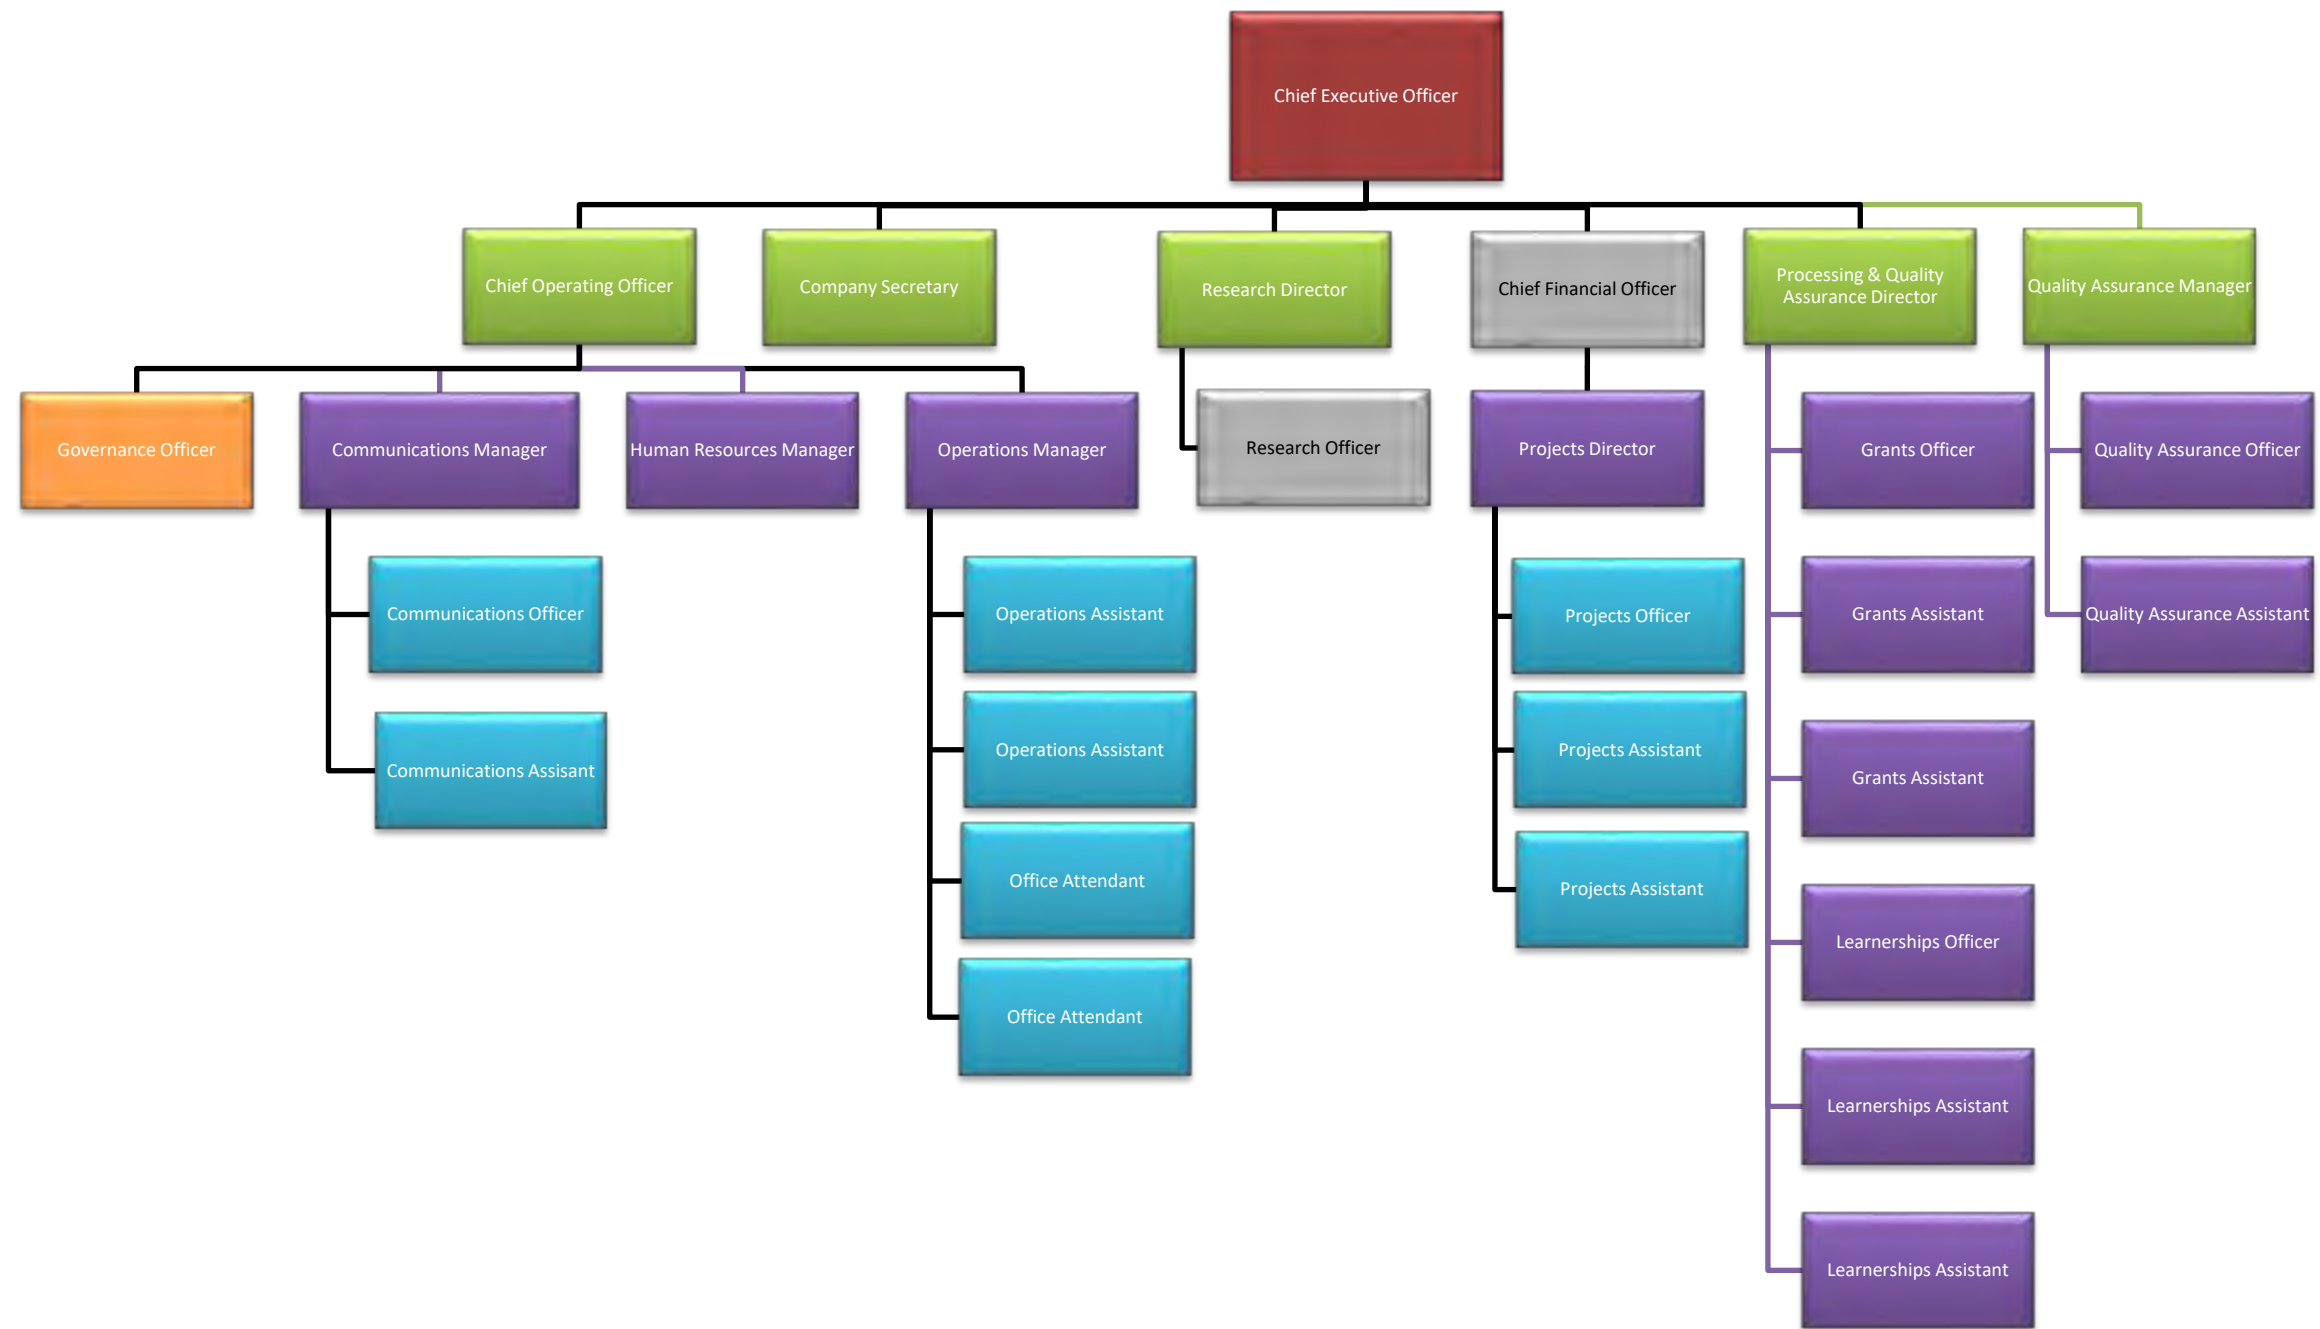 Chief Executive Officer
Chief Operating Officer
Company Secretary
Research Director
Chief Financial Officer
Processing & Quality
Assurance Director
Quality Assurance Manager
Governance Officer
Communications Manager
Human Resources Manager
Operations Manager
Research Officer
Projects Director
Grants Officer
Quality Assurance Officer
Communications Officer
Operations Assistant
Projects Officer
Grants Assistant
Quality Assurance Assistant
Communications Assisant
Operations Assistant
Projects Assistant
Grants Assistant
Office Attendant
Projects Assistant
Learnerships Officer
Office Attendant
Learnerships Assistant
Learnerships Assistant